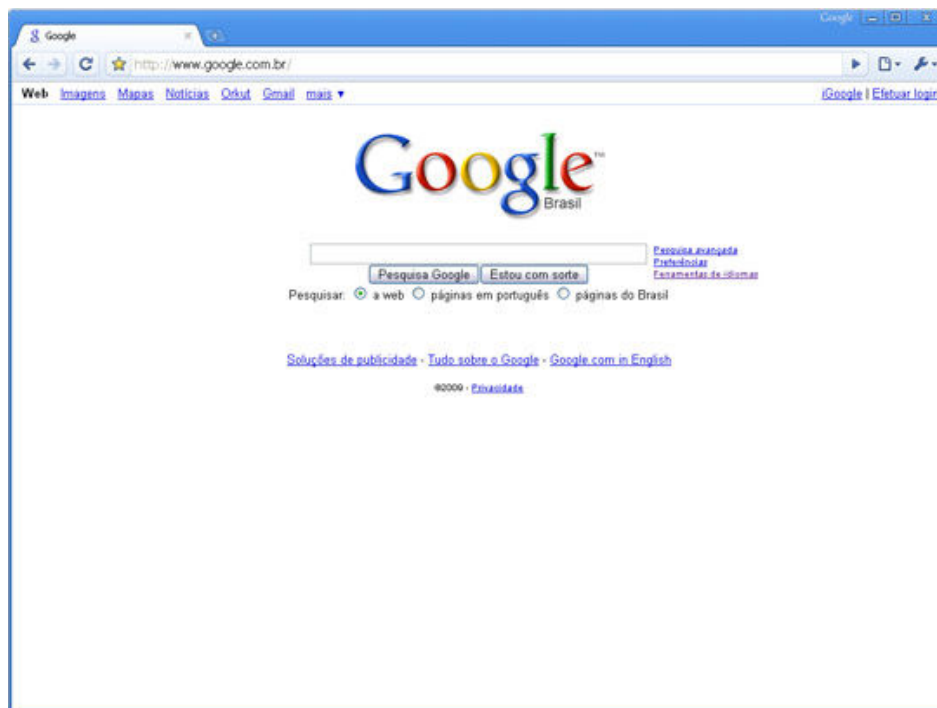 Google
Google
http://www.google.com.br/
Web Imagens Mapas Notícias Orkut Gmail mais ▼ iGoogle | Efetuar login
Google™
Brasil
Pesquisa avançada
Preferências
Ferramentas de idiomas
Pesquisa Google Estou com sorte
Pesquisar: a web páginas em português páginas do Brasil
Soluções de publicidade - Tudo sobre o Google - Google.com in English
©2009 - Privacidade